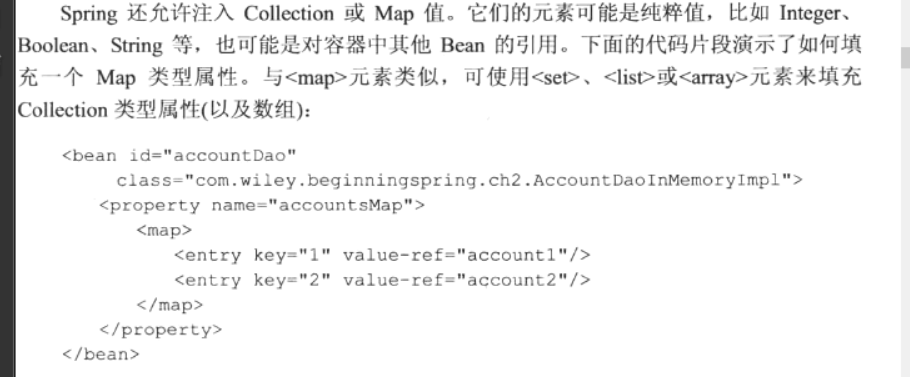 Spring 还允许注入 Collection 或 Map 值。它们的元素可能是纯粹值，比如 Integer、
Boolean、String 等，也可能是对容器中其他 Bean 的引用。下面的代码片段演示了如何填
充一个 Map 类型属性。与<map>元素类似，可使用<set>、<list>或<array>元素来填充
Collection 类型属性(以及数组)：
<bean id="accountDao"
class="com.wiley.beginningspring.ch2.AccountDaoInMemoryImpl">
<property name="accountsMap">
<map>
<entry key="1" value-ref="account1"/>
<entry key="2" value-ref="account2"/>
</map>
</property>
</bean>